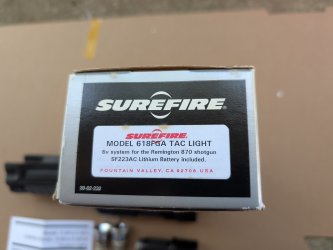 SUREFIRE
SUREFIRE
MODEL 618FGA TAC LIGHT
6v system for the Remington 870 shotgun
SF223AC Lithium Battery included.
FOUNTAIN VALLEY, CA 92708 USA